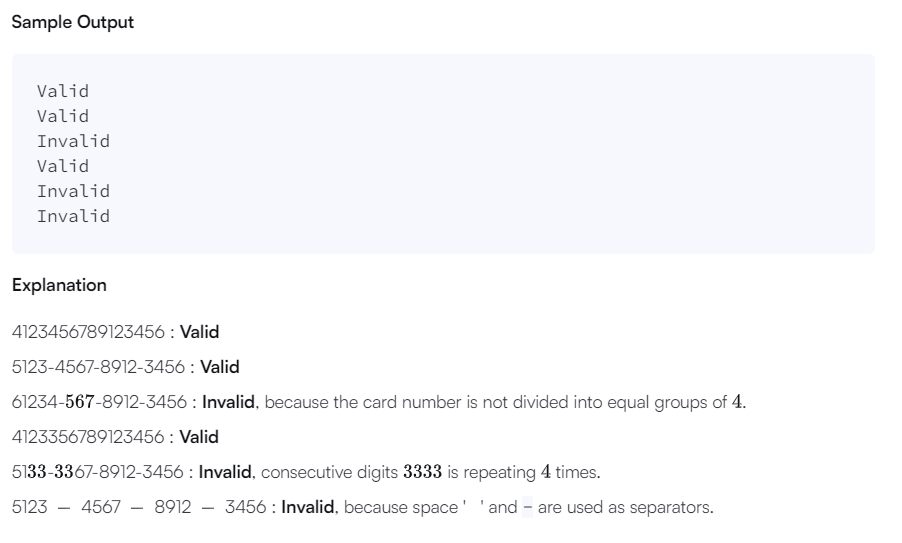 Sample Output
Valid
Valid
Invalid
Valid
Invalid
Invalid
Explanation
4123456789123456 : Valid
5123-4567-8912-3456 : Valid
61234-567-8912-3456 : Invalid, because the card number is not divided into equal groups of 4.
4123356789123456 : Valid
5133-3367-8912-3456 : Invalid, consecutive digits 3333 is repeating 4 times.
5123 – 4567 – 8912 – 3456 : Invalid, because space ' ' and - are used as separators.